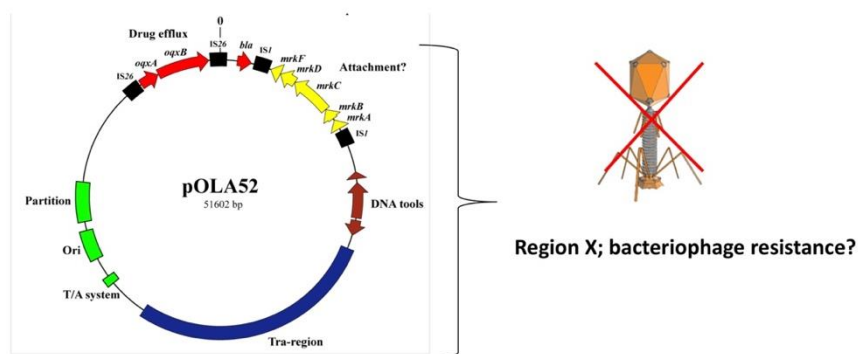 0
Drug efflux
IS26
oqxA
oqxB
IS26
bla
IS1
mrkF
mrkD
mrkC
mrkB
mrkA
IS1
Attachment?
pOLA52
51602 bp
DNA tools
Tra-region
T/A system
Ori
Partition
Region X; bacteriophage resistance?